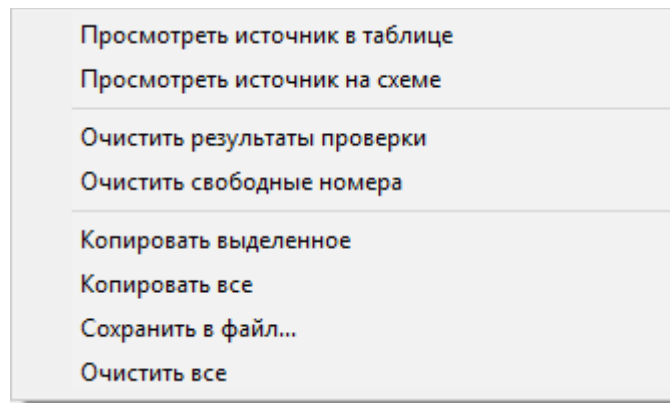 Просмотреть источник в таблице
Просмотреть источник на схеме
Очистить результаты проверки
Очистить свободные номера
Копировать выделенное
Копировать все
Сохранить в файл...
Очистить все